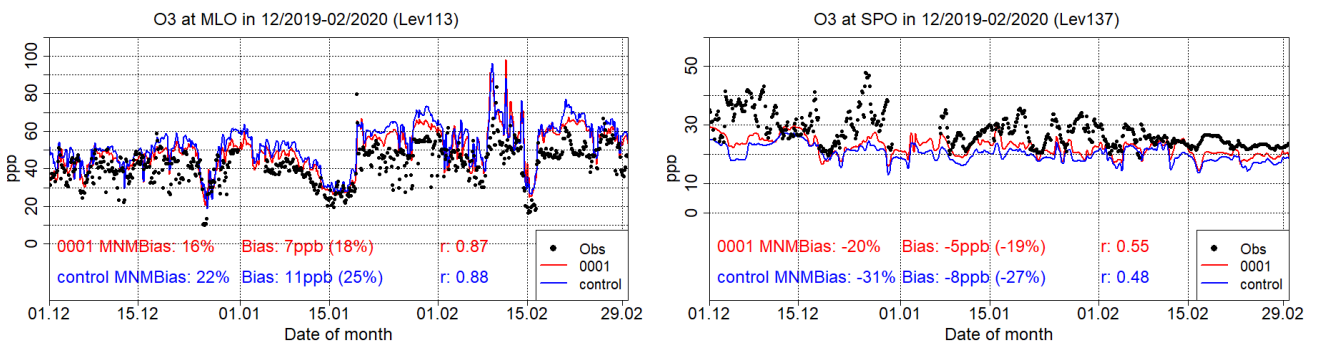 O3 at MLO in 12/2019-02/2020 (Lev113)
ppp
0 20 40 60 80 100
0001 MNMBias: 16% Bias: 7ppb (18%) r: 0.87
control MNMBias: 22% Bias: 11ppb (25%) r: 0.88
Obs
0001
control
01.12 15.12 01.01 15.01 01.02 15.02 29.02
Date of month
O3 at SPO in 12/2019-02/2020 (Lev137)
ppp
0 10 30 50
0001 MNMBias: -20% Bias: -5ppb (-19%) r: 0.55
control MNMBias: -31% Bias: -8ppb (-27%) r: 0.48
Obs
0001
control
01.12 15.12 01.01 15.01 01.02 15.02 29.02
Date of month